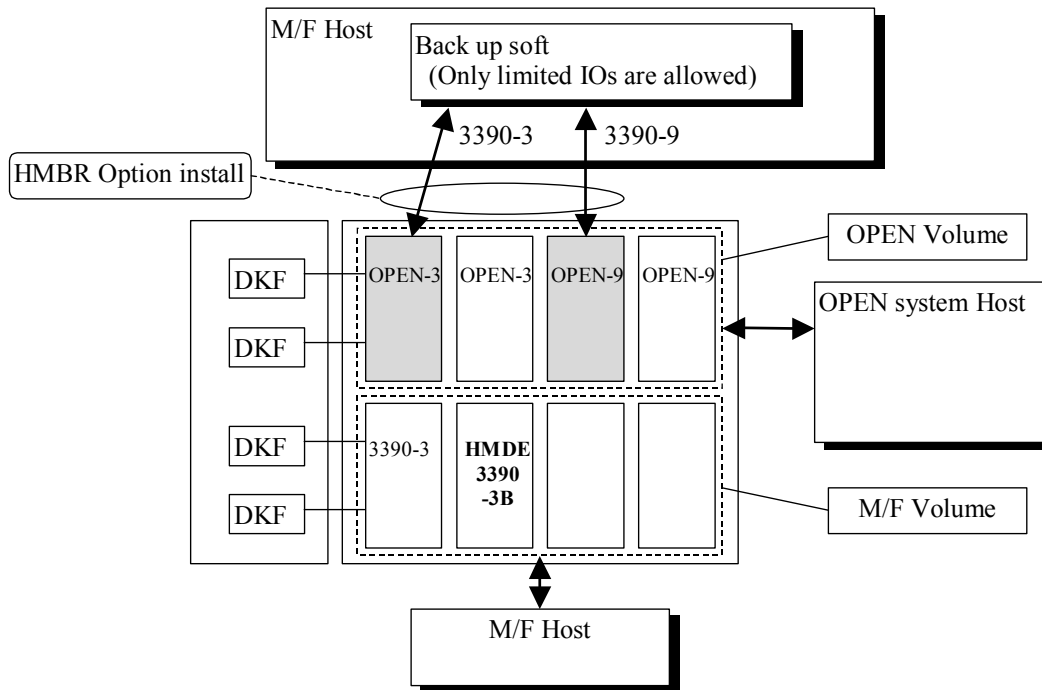 M/F Host
Back up soft
(Only limited IOs are allowed)
3390-3
3390-9
HMBR Option install
OPEN Volume
DKF
OPEN-3
OPEN-3
OPEN-9
OPEN-9
OPEN system Host
DKF
DKF
3390-3
HMDE
3390
-3B
DKF
M/F Volume
M/F Host